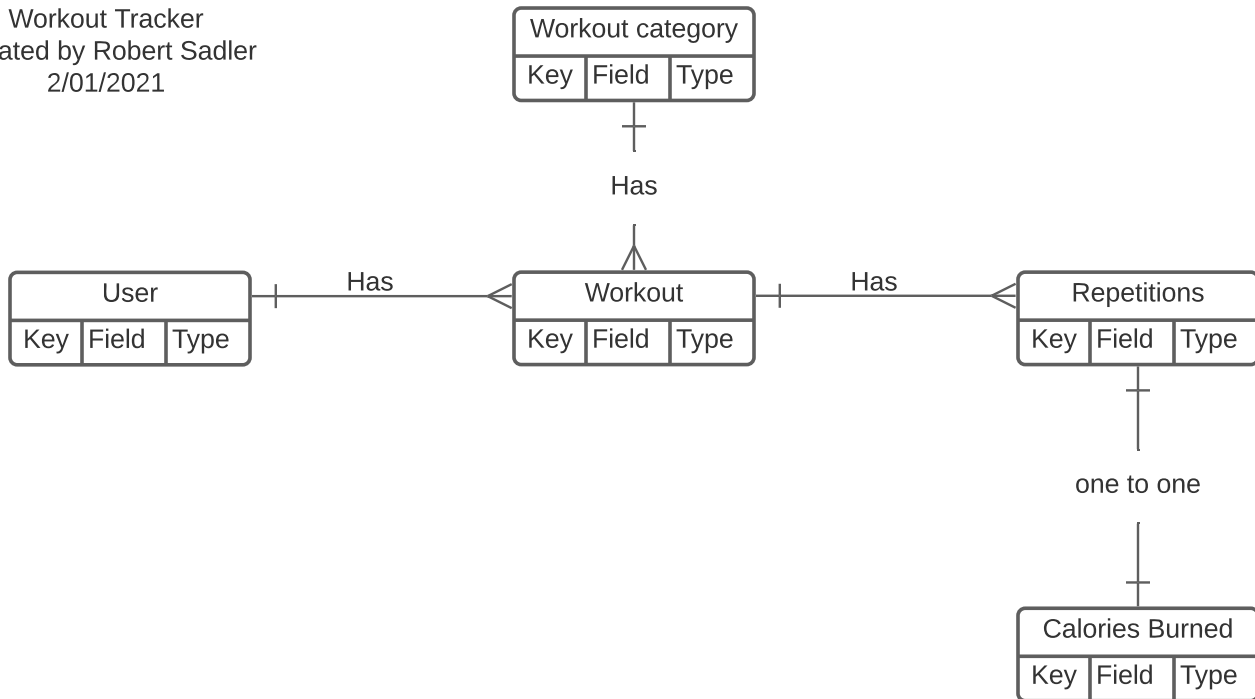 Workout Tracker
ated by Robert Sadler
2/01/2021
Workout category
Key Field Type
Has
User
Key Field Type
Has
Workout
Key Field Type
Has
Repetitions
Key Field Type
one to one
Calories Burned
Key Field Type